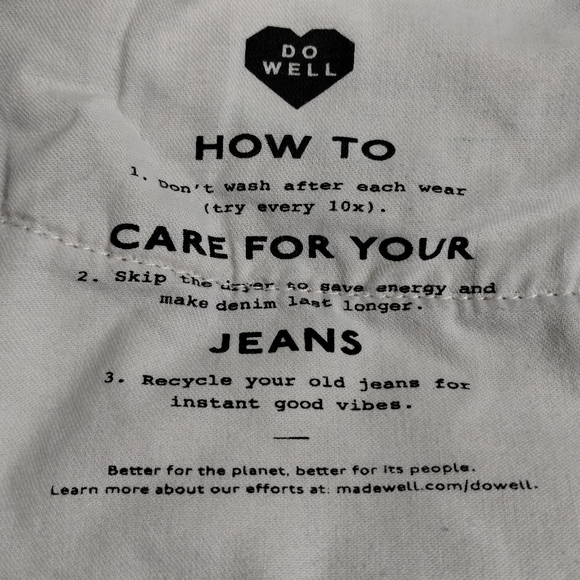 DO
WELL
HOW TO
1. Don't wash after each wear
(try every 10x).
CARE FOR YOUR
2. Skip the dryer to save energy and
make denim last longer.
JEANS
3. Recycle your old jeans for
instant good vibes.
Better for the planet, better for its people.
Learn more about our efforts at: madewell.com/dowell.